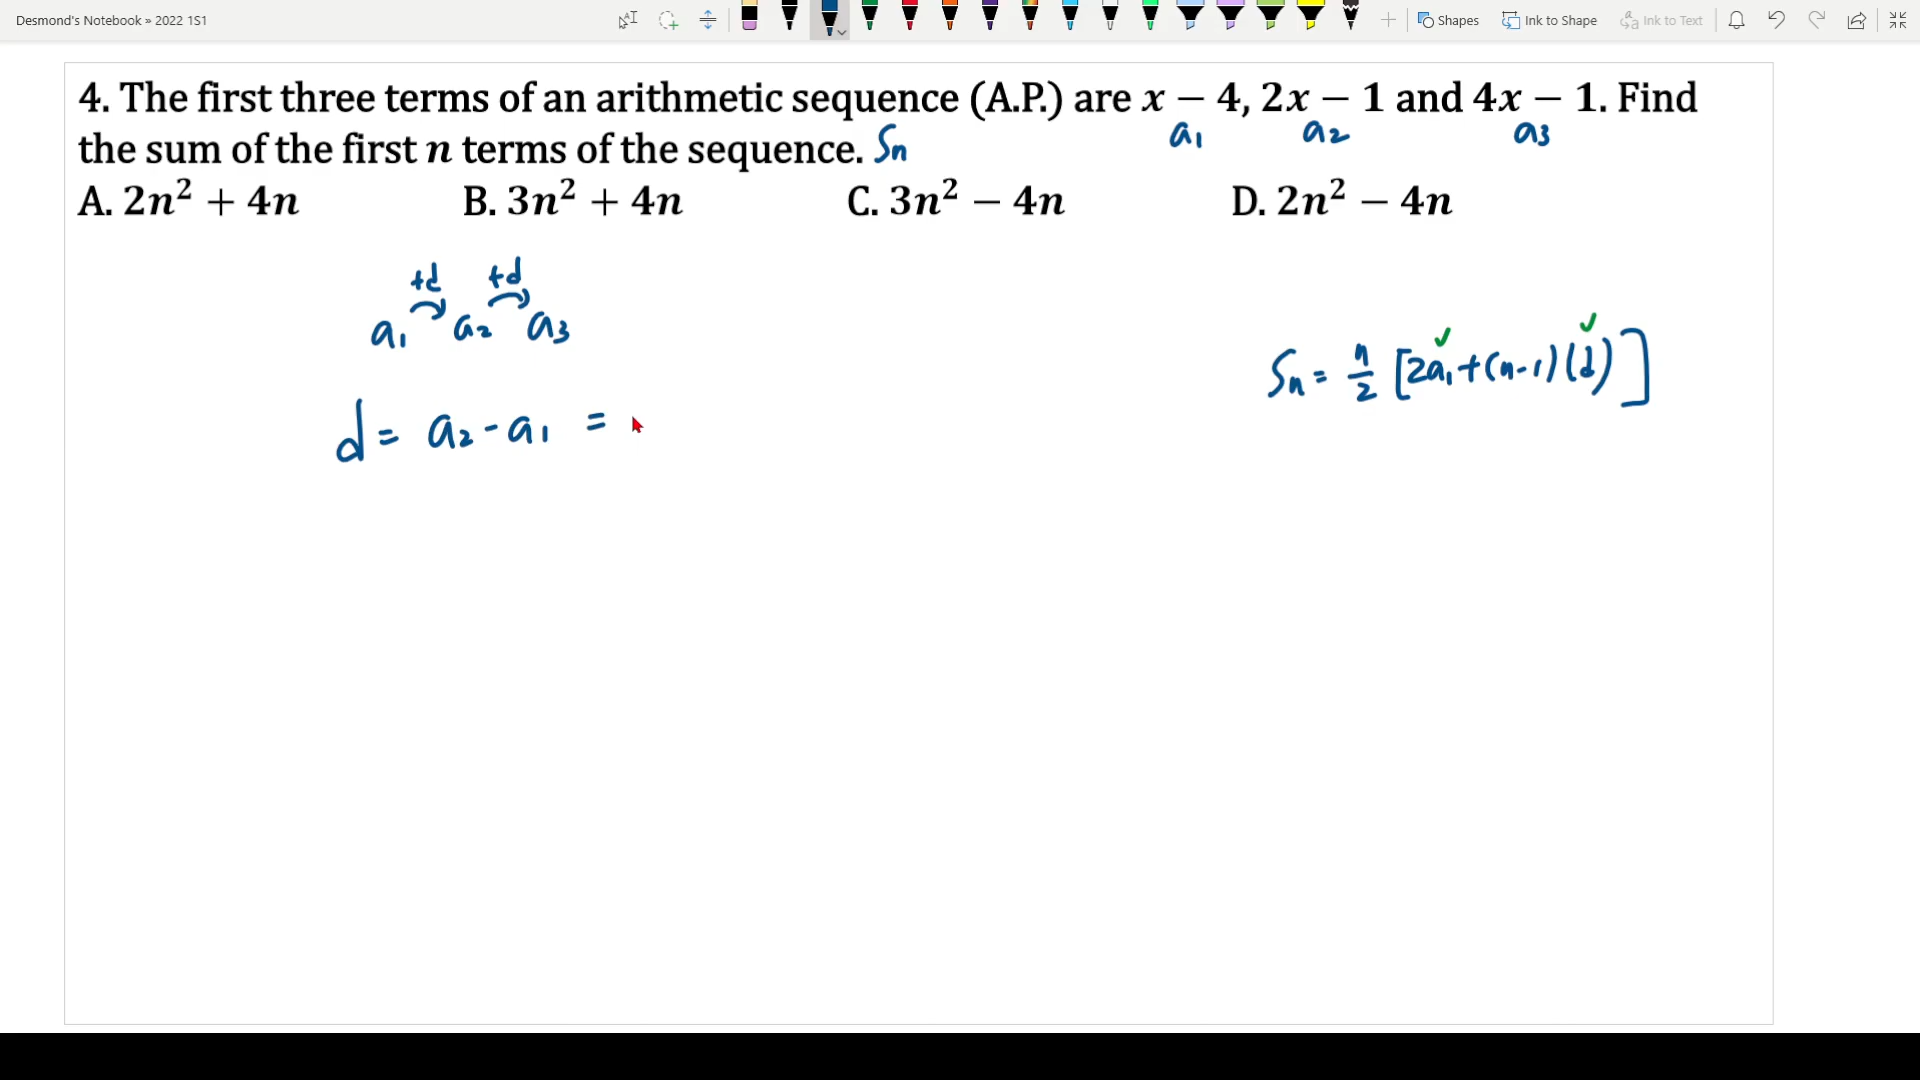 Desmond's Notebook » 2022 1S1
Shapes Ink to Shape Ink to Text
4. The first three terms of an arithmetic sequence (A.P.) are x − 4, 2x − 1 and 4x − 1. Find
a₁ a₂ a₃
the sum of the first n terms of the sequence. Sn
A. 2n² + 4n B. 3n² + 4n C. 3n² − 4n D. 2n² − 4n
+d +d
a₁ a₂ a₃
Sn = n/2 [2a₁+(n-1)(d)]
d = a₂ - a₁ =